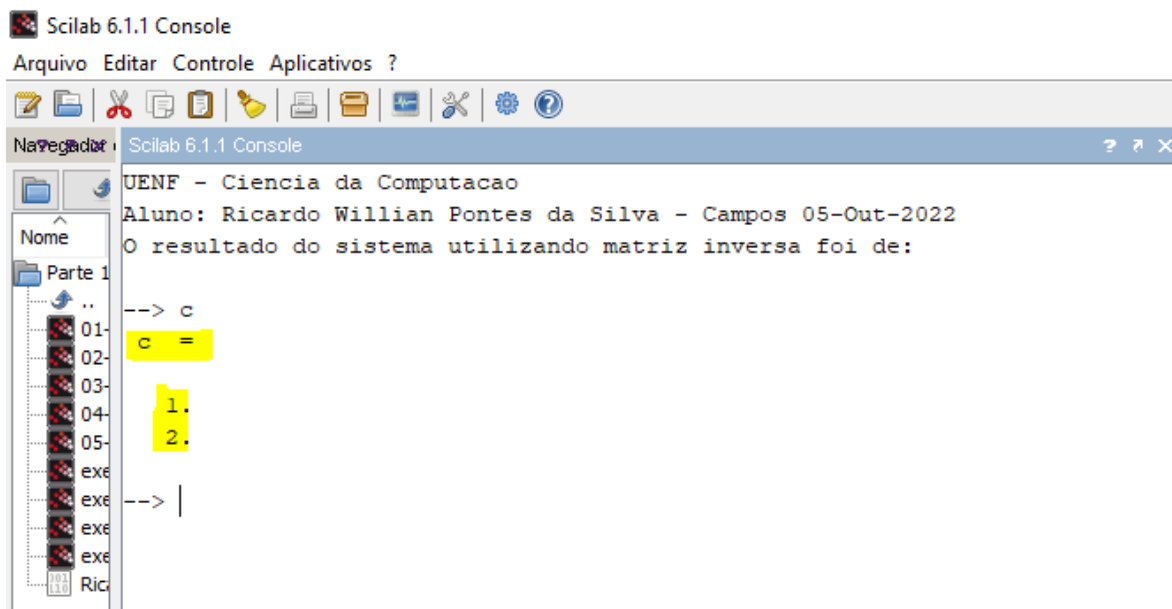 Scilab 6.1.1 Console
Arquivo Editar Controle Aplicativos ?
Scilab 6.1.1 Console
UENF - Ciencia da Computacao
Aluno: Ricardo Willian Pontes da Silva - Campos 05-Out-2022
O resultado do sistema utilizando matriz inversa foi de:
Nome
Parte 1
..
--> c
c =
01-
02-
03-
1.
04-
2.
05-
exe
exe
-->
exe
exe
Rica